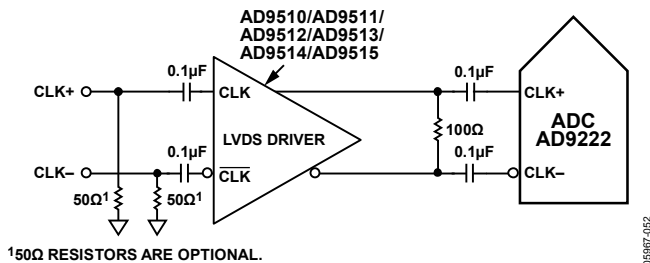 AD9510/AD9511/
AD9512/AD9513/
AD9514/AD9515
0.1µF
0.1µF
CLK+
CLK
CLK+
LVDS DRIVER
100Ω
ADC
AD9222
0.1µF
0.1µF
CLK–
CLK
CLK–
50Ω¹
50Ω¹
¹50Ω RESISTORS ARE OPTIONAL.
05967-052